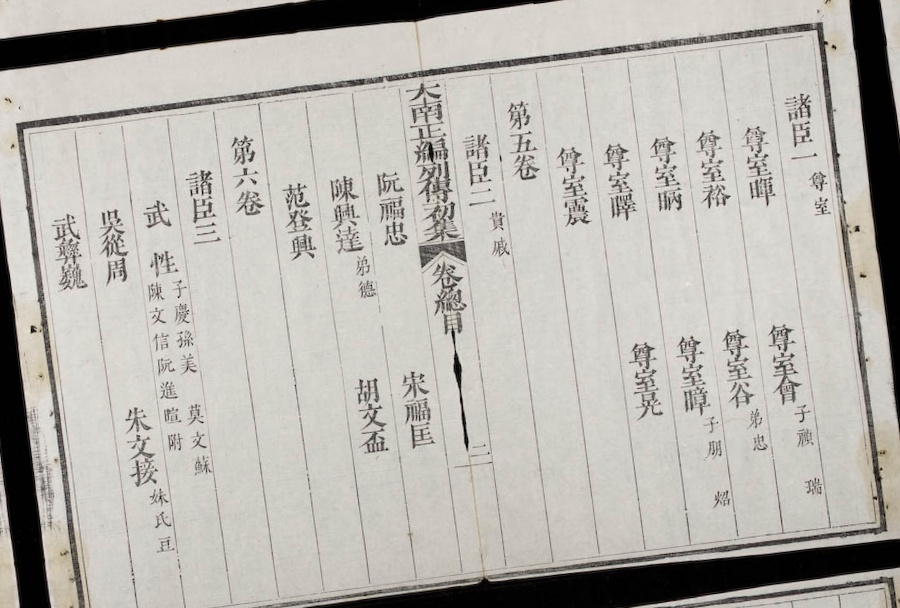 諸臣一 尊室
尊室暉 尊室會 子禎 瑞
尊室裕 尊室谷 弟忠
尊室昞 尊室暲 子朋 炤
尊室曎 尊室晃
尊室震
第五卷
諸臣二 貴戚
大南正編列傳初集 卷總目 二
阮福忠 宋福匡
陳興達 弟德 胡文盃
范登興
第六卷
諸臣三
武性 子慶孫美 莫文蘇
陳文信阮進暄附
吳從周 朱文接 妹氏豆
武彝巍